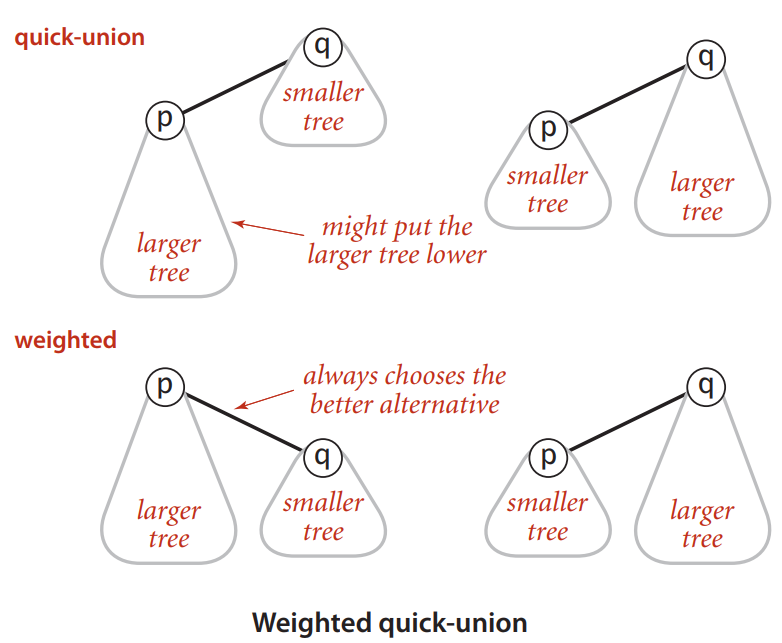 quick-union
q
smaller
tree
p
larger
tree
might put the
larger tree lower
q
p
smaller
tree
larger
tree
weighted
p
always chooses the
better alternative
q
larger
tree
smaller
tree
q
p
smaller
tree
larger
tree
Weighted quick-union